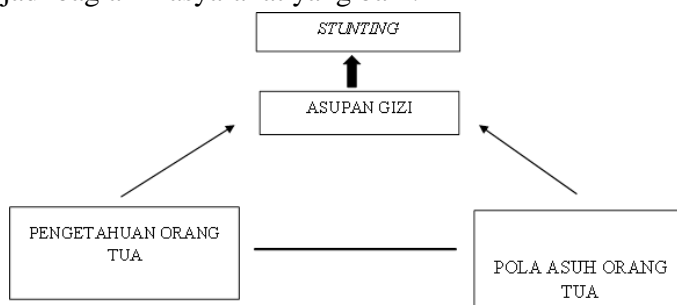 STUNTING
ASUPAN GIZI
PENGETAHUAN ORANG
TUA
POLA ASUH ORANG
TUA